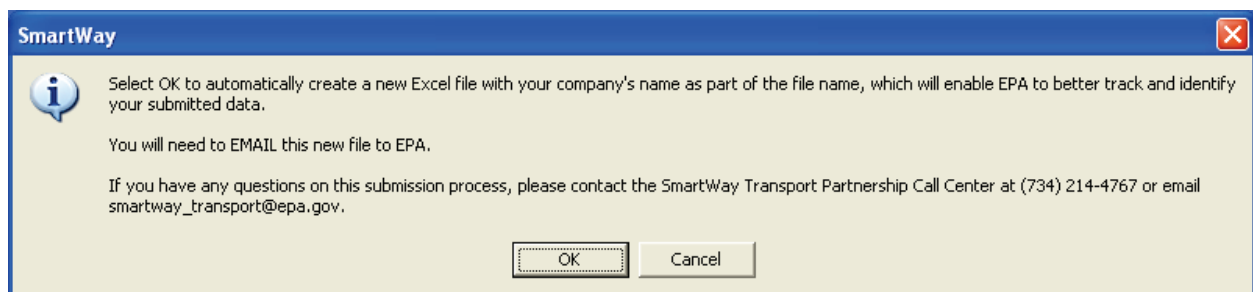 SmartWay
Select OK to automatically create a new Excel file with your company's name as part of the file name, which will enable EPA to better track and identify
your submitted data.
You will need to EMAIL this new file to EPA.
If you have any questions on this submission process, please contact the SmartWay Transport Partnership Call Center at (734) 214-4767 or email
smartway_transport@epa.gov.
OK
Cancel